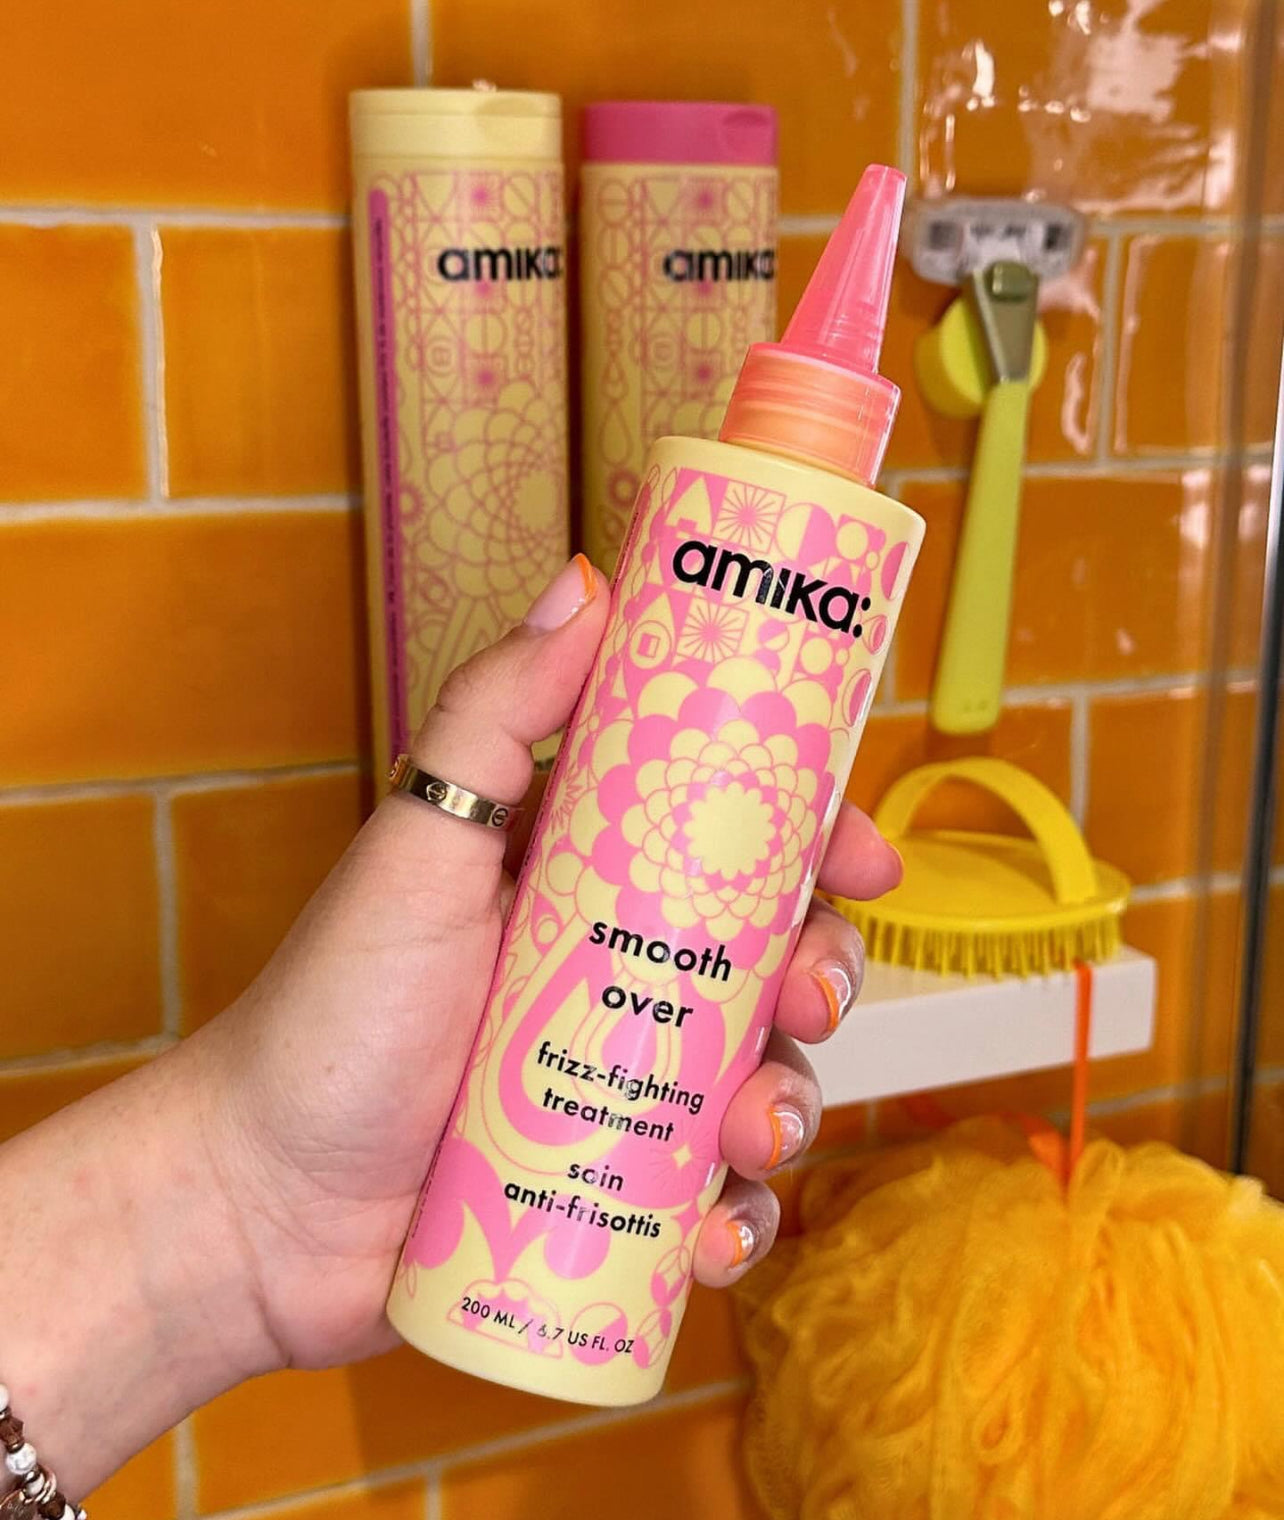 amika:
amika:
amika:
smooth
over
frizz-fighting
treatment
soin
anti-frisottis
200 ML / 6.7 US FL. OZ